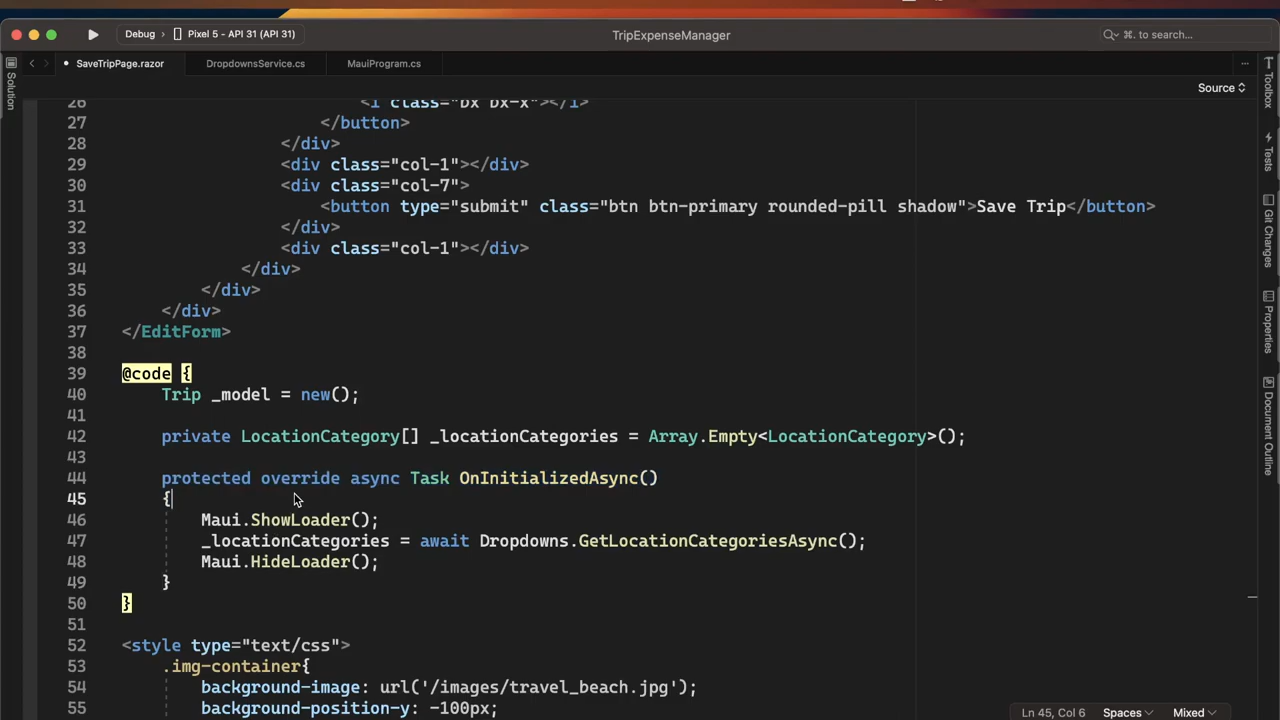 Debug › Pixel 5 - API 31 (API 31)
TripExpenseManager
⌘. to search...
SaveTripPage.razor
DropdownsService.cs
MauiProgram.cs
Solution
Source
Toolbox
Tests
Git Changes
Properties
Document Outline
26 <i class="bx bx-x"></i>
27 </button>
28 </div>
29 <div class="col-1"></div>
30 <div class="col-7">
31 <button type="submit" class="btn btn-primary rounded-pill shadow">Save Trip</button>
32 </div>
33 <div class="col-1"></div>
34 </div>
35 </div>
36 </div>
37 </EditForm>
38
39 @code {
40 Trip _model = new();
41
42 private LocationCategory[] _locationCategories = Array.Empty<LocationCategory>();
43
44 protected override async Task OnInitializedAsync()
45 {
46 Maui.ShowLoader();
47 _locationCategories = await Dropdowns.GetLocationCategoriesAsync();
48 Maui.HideLoader();
49 }
50 }
51
52 <style type="text/css">
53 .img-container{
54 background-image: url('/images/travel_beach.jpg');
55 background-position-y: -100px;
Ln 45, Col 6 Spaces Mixed